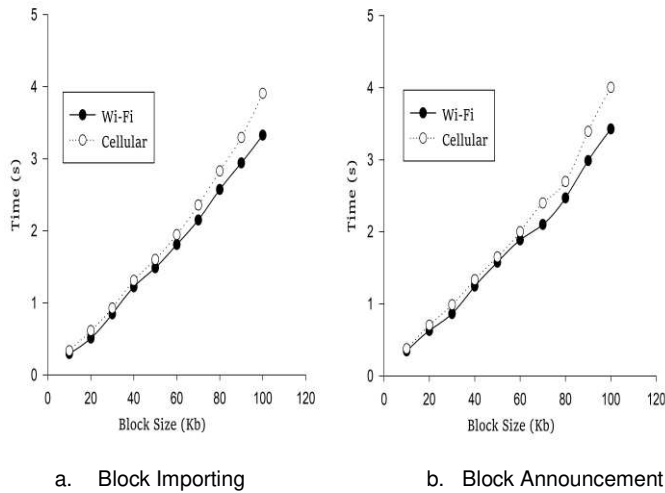 5
4
3
2
1
0
Time (s)
Wi-Fi
Cellular
0 20 40 60 80 100 120
Block Size (Kb)
a. Block Importing
5
4
3
2
1
0
Time (s)
Wi-Fi
Cellular
0 20 40 60 80 100 120
Block Size (Kb)
b. Block Announcement